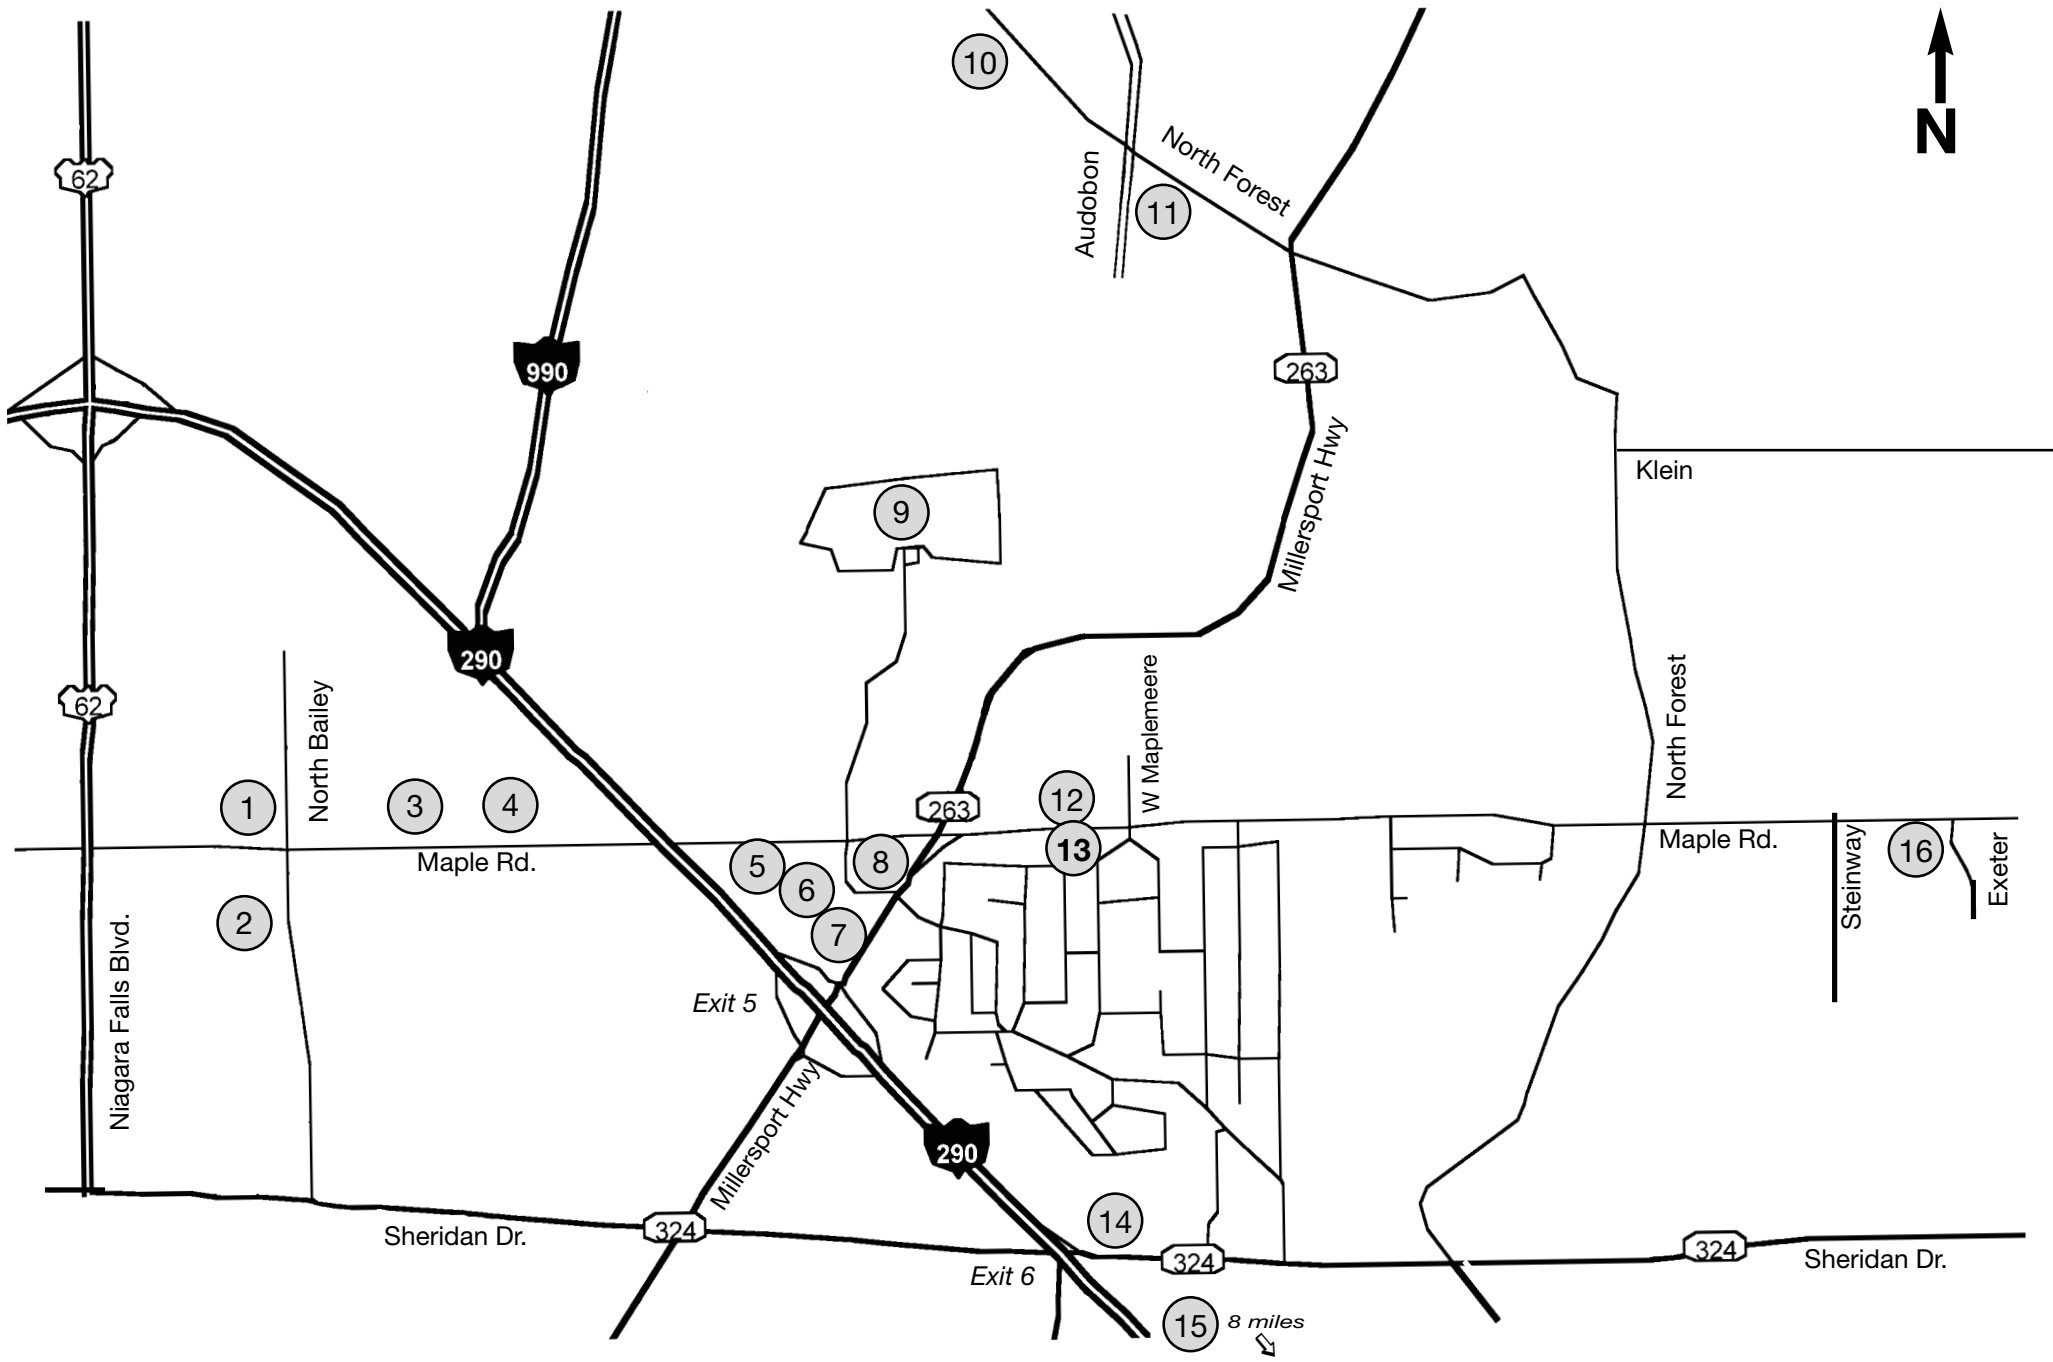 10
N
62
North Forest
Audobon
11
990
263
Millersport Hwy
Klein
9
290
62
North Bailey
W Maplemeere
North Forest
1
3
4
263
12
Maple Rd.
5
8
13
Maple Rd.
16
Steinway
Exeter
6
2
7
Niagara Falls Blvd.
Exit 5
Millersport Hwy
290
Sheridan Dr.
324
14
324
324
Sheridan Dr.
Exit 6
15
8 miles